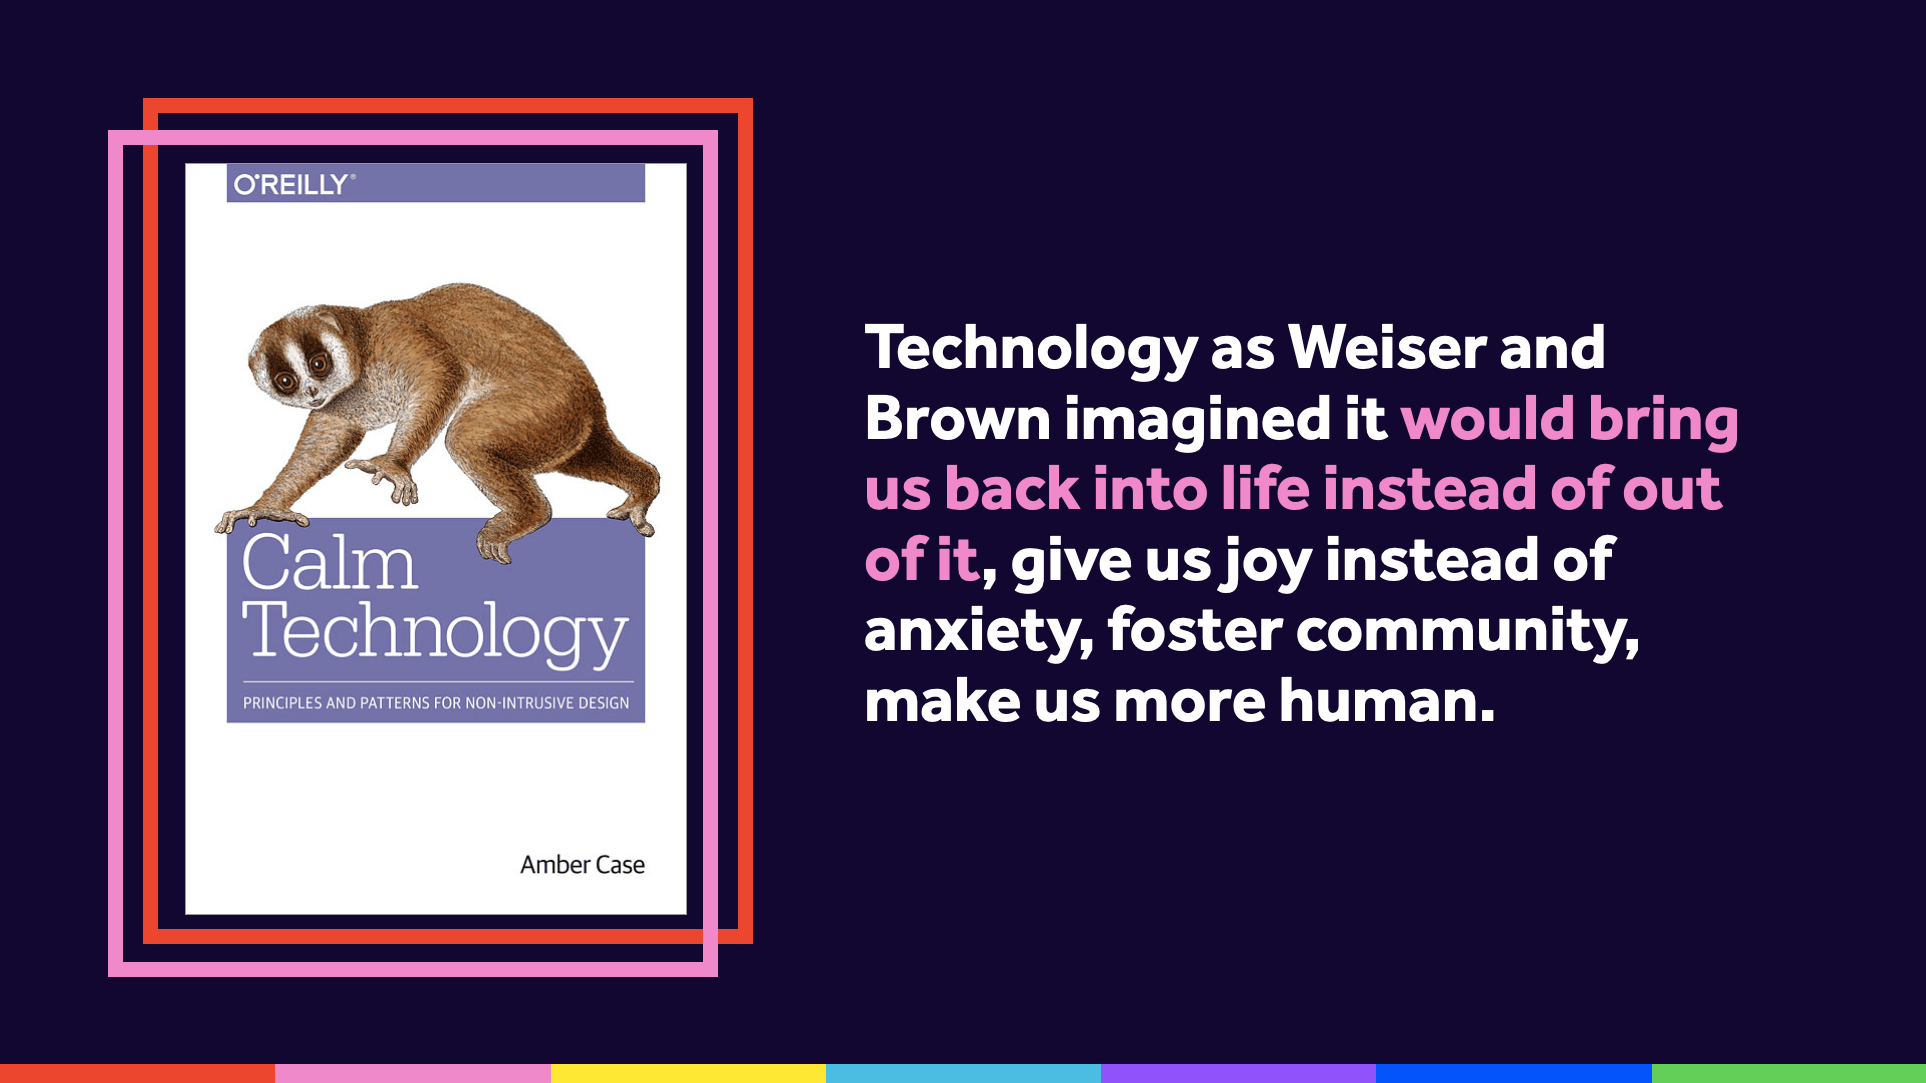 O'REILLY®
Calm
Technology
PRINCIPLES AND PATTERNS FOR NON-INTRUSIVE DESIGN
Amber Case
Technology as Weiser and
Brown imagined it would bring
us back into life instead of out
of it, give us joy instead of
anxiety, foster community,
make us more human.